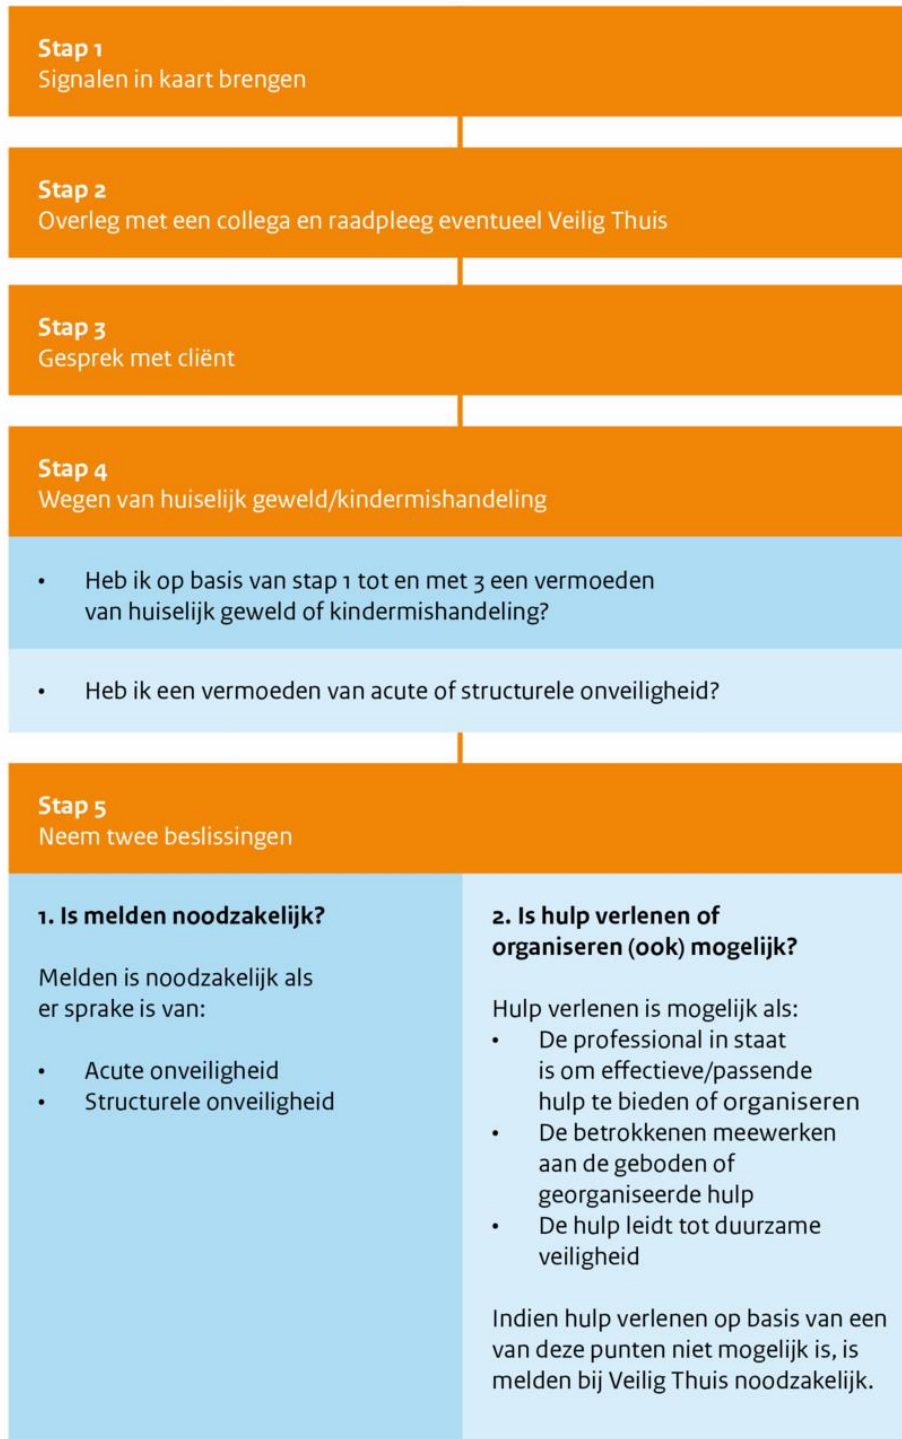 Stap 1
Signalen in kaart brengen
Stap 2
Overleg met een collega en raadpleeg eventueel Veilig Thuis
Stap 3
Gesprek met cliënt
Stap 4
Wegen van huiselijk geweld/kindermishandeling
• Heb ik op basis van stap 1 tot en met 3 een vermoeden
van huiselijk geweld of kindermishandeling?
• Heb ik een vermoeden van acute of structurele onveiligheid?
Stap 5
Neem twee beslissingen
1. Is melden noodzakelijk?
Melden is noodzakelijk als
er sprake is van:
• Acute onveiligheid
• Structurele onveiligheid
2. Is hulp verlenen of
organiseren (ook) mogelijk?
Hulp verlenen is mogelijk als:
• De professional in staat
is om effectieve/passende
hulp te bieden of organiseren
• De betrokkenen meewerken
aan de geboden of
georganiseerde hulp
• De hulp leidt tot duurzame
veiligheid
Indien hulp verlenen op basis van een
van deze punten niet mogelijk is, is
melden bij Veilig Thuis noodzakelijk.